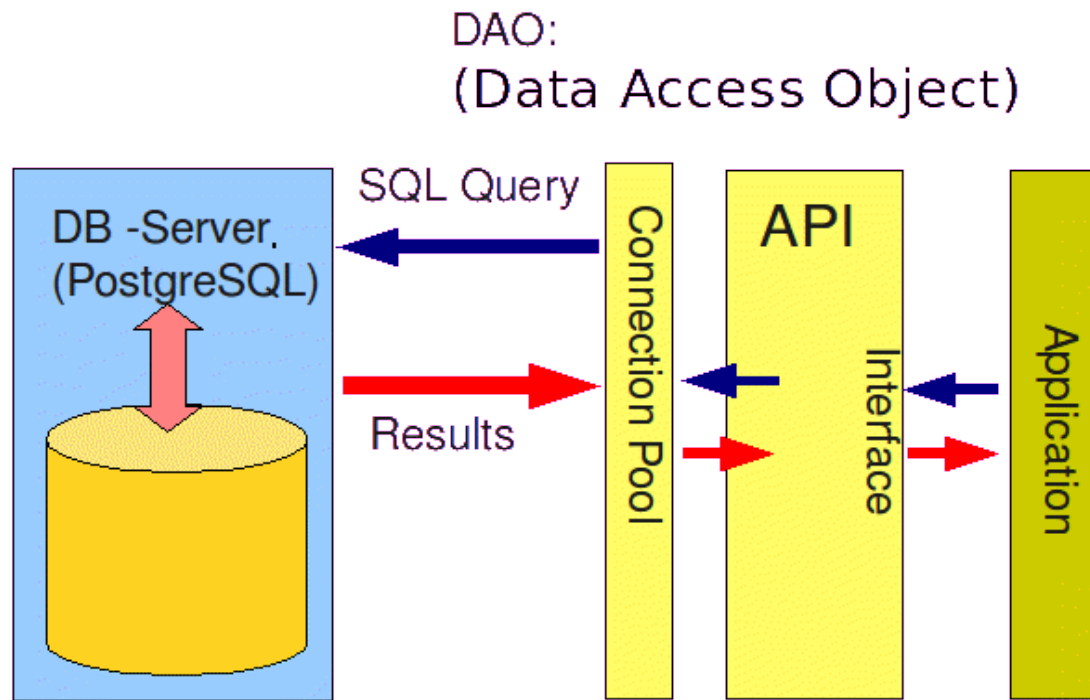 DAO:
(Data Access Object)
SQL Query
DB -Server.
(PostgreSQL)
Results
Connection Pool
API
Interface
Application